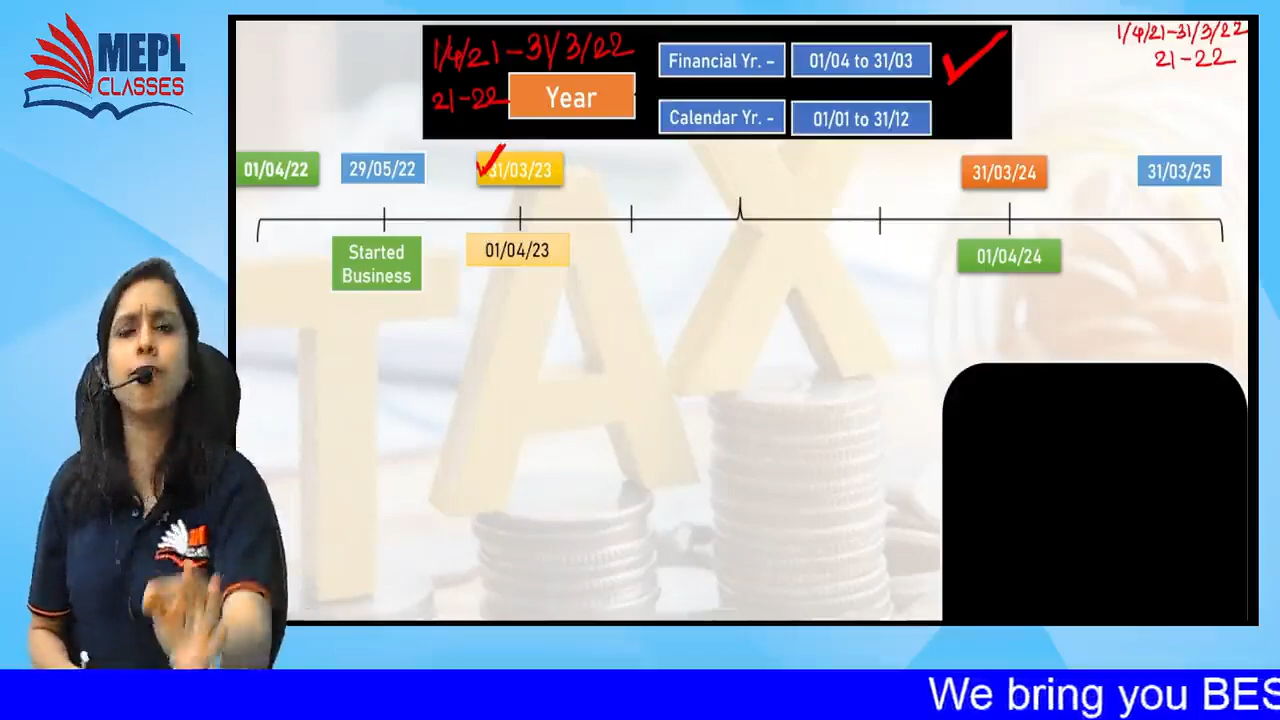 MEPL
CLASSES
1/4/21-31/3/22
21-22
Year
Financial Yr. -
01/04 to 31/03
Calendar Yr. -
01/01 to 31/12
1/4/21-31/3/22
21-22
01/04/22
29/05/22
31/03/23
31/03/24
31/03/25
Started
Business
01/04/23
01/04/24
TAX
We bring you BES